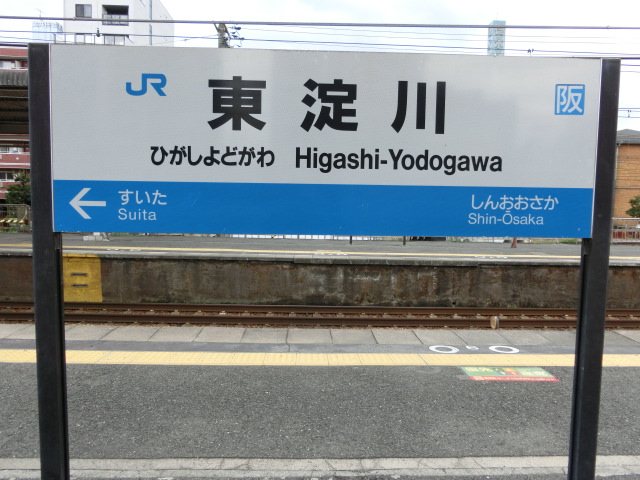 JR 東淀川 阪
ひがしよどがわ Higashi-Yodogawa
すいた しんおおさか
Suita Shin-Ōsaka